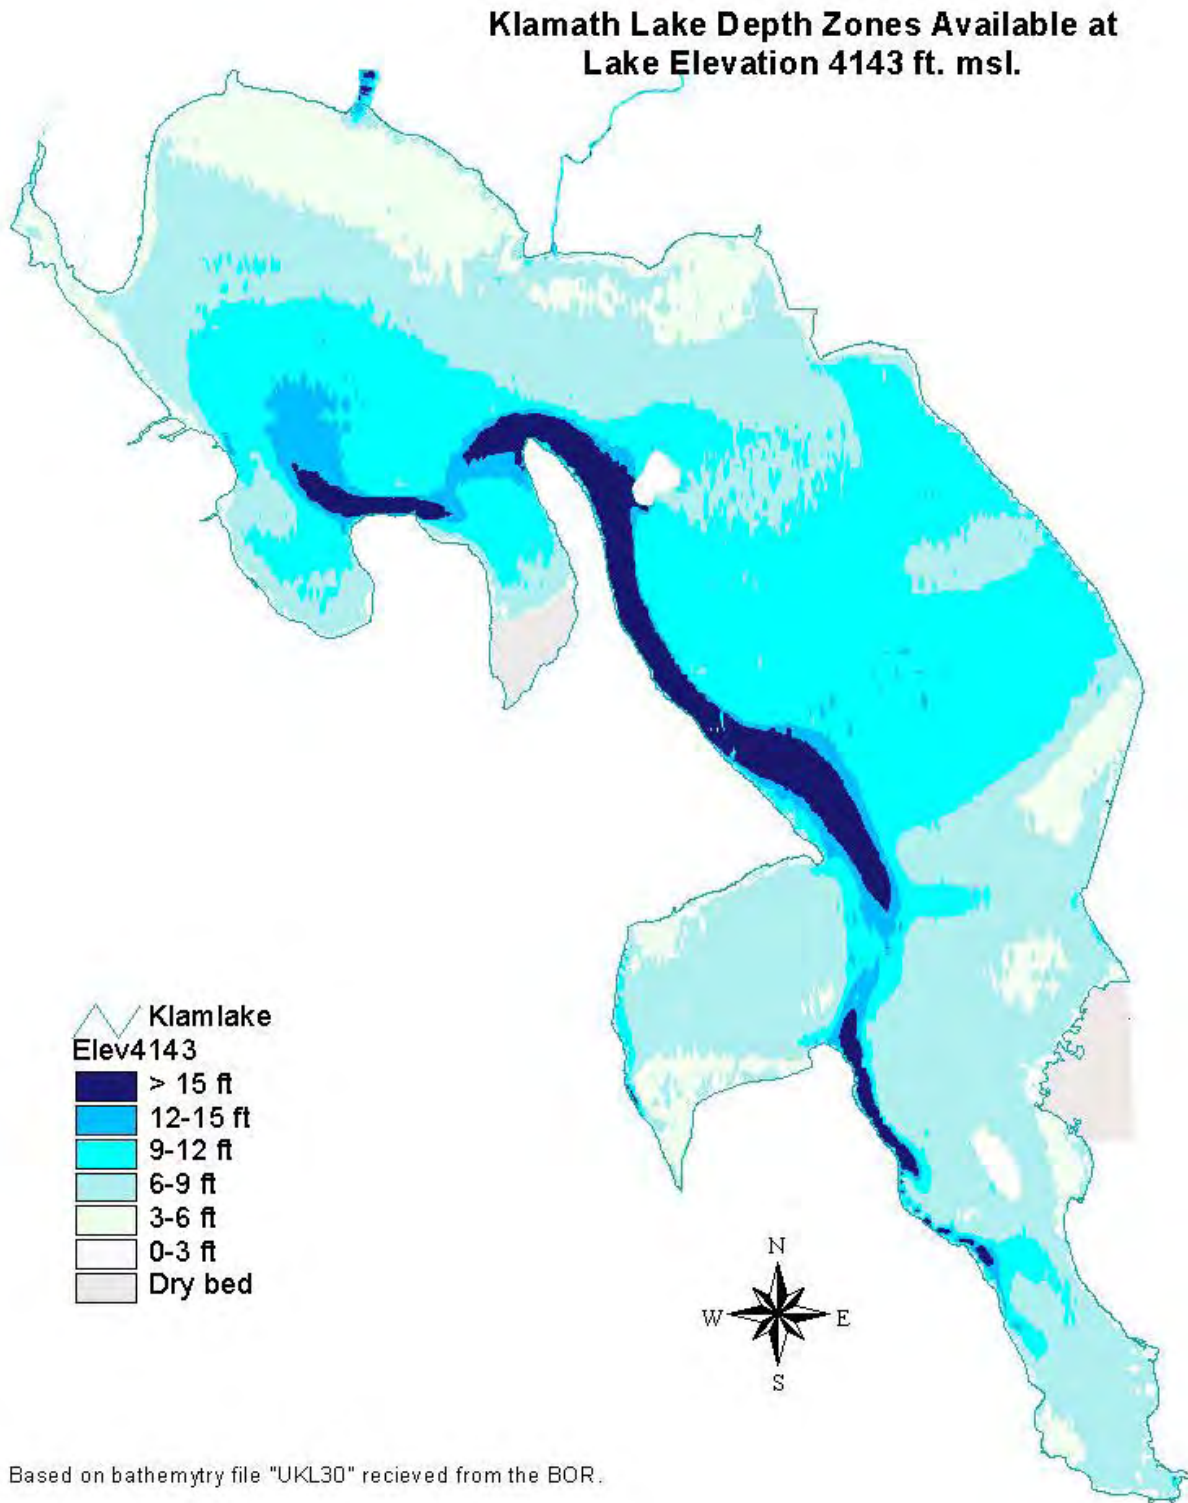 Klamath Lake Depth Zones Available at
Lake Elevation 4143 ft. msl.
Klamlake
Elev4143
> 15 ft
12-15 ft
9-12 ft
6-9 ft
3-6 ft
0-3 ft
Dry bed
N
W
E
S
Based on bathemytry file "UKL30" recieved from the BOR.